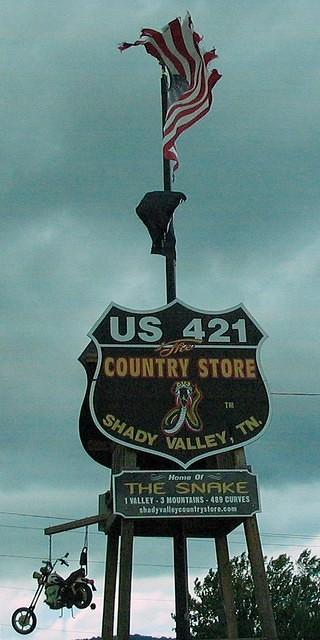 US 421
The
COUNTRY STORE
TM
SHADY VALLEY, TN.
Home Of
THE SNAKE
1 VALLEY - 3 MOUNTAINS - 489 CURVES
shadyvalleycountrystore.com